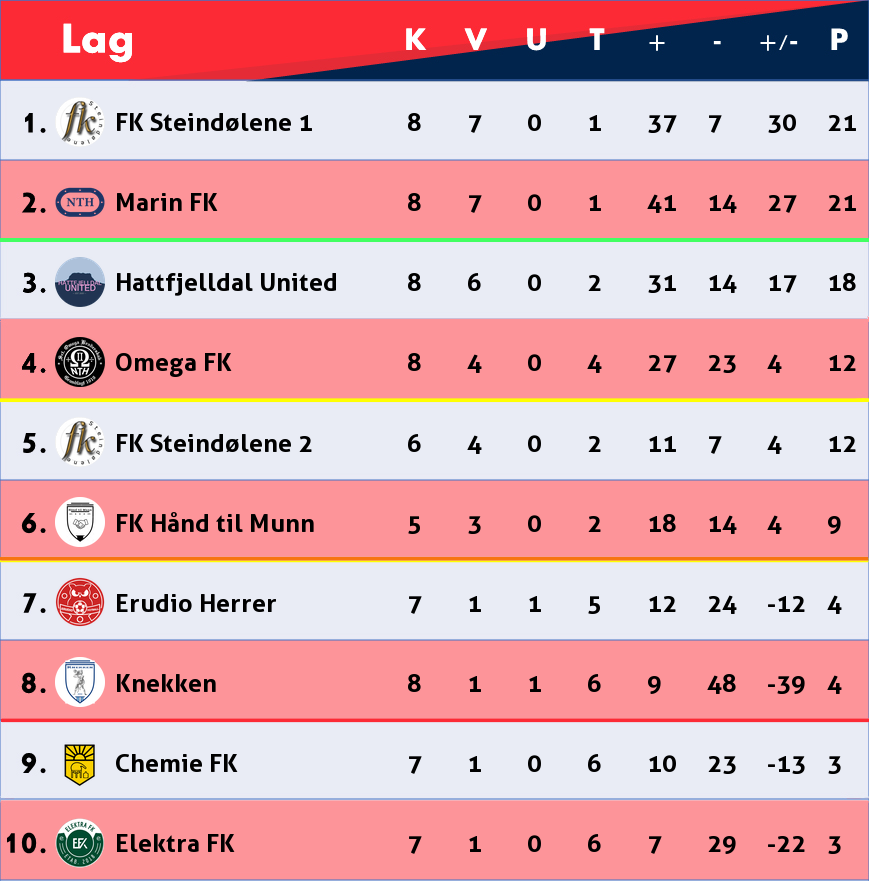 Lag K V U T + - +/- P
1. FK Steindølene 1 8 7 0 1 37 7 30 21
2. NTH Marin FK 8 7 0 1 41 14 27 21
3. HATTFJELLDAL UNITED Hattfjelldal United 8 6 0 2 31 14 17 18
4. Omega FK 8 4 0 4 27 23 4 12
5. FK Steindølene 2 6 4 0 2 11 7 4 12
6. FK Hånd til Munn 5 3 0 2 18 14 4 9
7. Erudio Herrer 7 1 1 5 12 24 -12 4
8. Knekken 8 1 1 6 9 48 -39 4
9. Chemie FK 7 1 0 6 10 23 -13 3
10. ELEKTRA FK EFK Elektra FK 7 1 0 6 7 29 -22 3